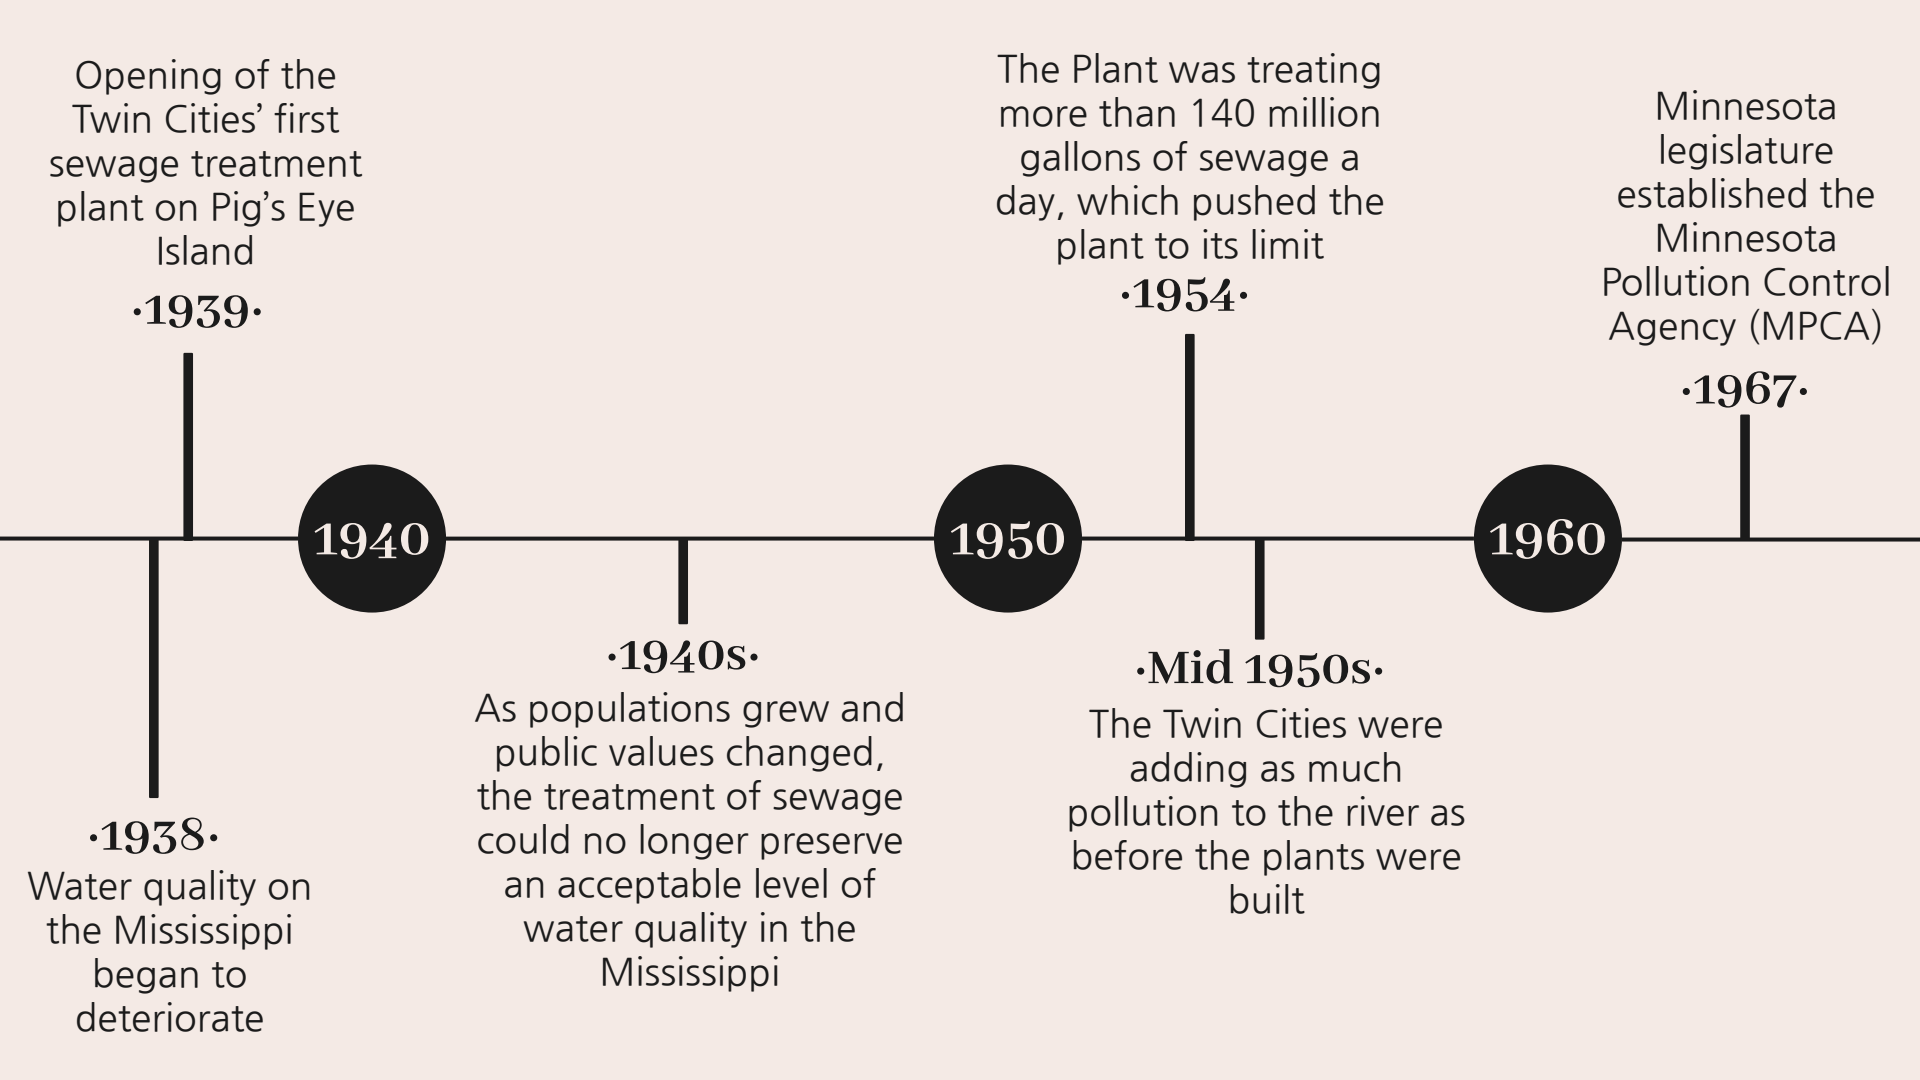 Opening of the
Twin Cities’ first
sewage treatment
plant on Pig’s Eye
Island
·1939·
The Plant was treating
more than 140 million
gallons of sewage a
day, which pushed the
plant to its limit
·1954·
Minnesota
legislature
established the
Minnesota
Pollution Control
Agency (MPCA)
·1967·
1940
1950
1960
·1938·
Water quality on
the Mississippi
began to
deteriorate
·1940s·
As populations grew and
public values changed,
the treatment of sewage
could no longer preserve
an acceptable level of
water quality in the
Mississippi
·Mid 1950s·
The Twin Cities were
adding as much
pollution to the river as
before the plants were
built